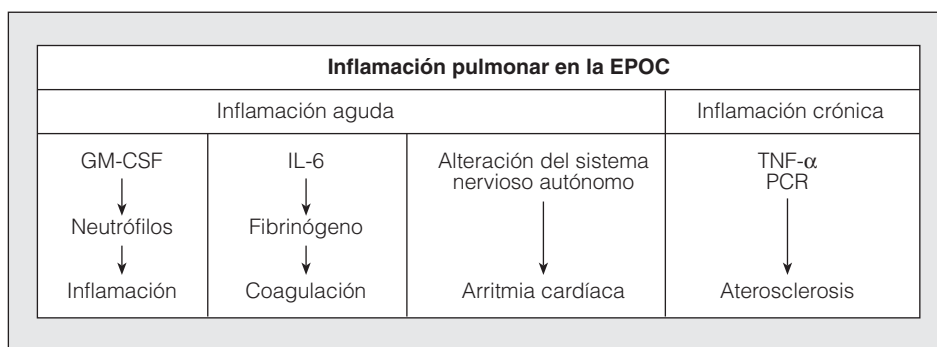 Inflamación pulmonar en la EPOC
Inflamación aguda
Inflamación crónica
GM-CSF
Neutrófilos
Inflamación
IL-6
Fibrinógeno
Coagulación
Alteración del sistema
nervioso autónomo
Arritmia cardíaca
TNF-α
PCR
Aterosclerosis